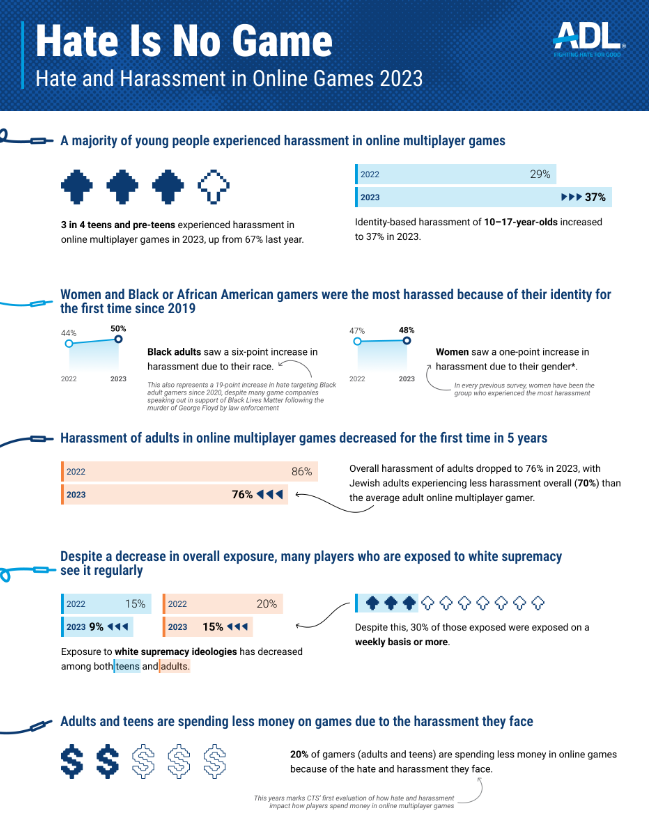 Hate Is No Game
Hate and Harassment in Online Games 2023
ADL®
FIGHTING HATE FOR GOOD
A majority of young people experienced harassment in online multiplayer games
3 in 4 teens and pre-teens experienced harassment in
online multiplayer games in 2023, up from 67% last year.
2022 29%
2023 37%
Identity-based harassment of 10–17-year-olds increased
to 37% in 2023.
Women and Black or African American gamers were the most harassed because of their identity for
the first time since 2019
44% 50%
2022 2023
Black adults saw a six-point increase in
harassment due to their race.
This also represents a 19-point increase in hate targeting Black
adult gamers since 2020, despite many game companies
speaking out in support of Black Lives Matter following the
murder of George Floyd by law enforcement
47% 48%
2022 2023
Women saw a one-point increase in
harassment due to their gender*.
In every previous survey, women have been the
group who experienced the most harassment
Harassment of adults in online multiplayer games decreased for the first time in 5 years
2022 86%
2023 76%
Overall harassment of adults dropped to 76% in 2023, with
Jewish adults experiencing less harassment overall (70%) than
the average adult online multiplayer gamer.
Despite a decrease in overall exposure, many players who are exposed to white supremacy
see it regularly
2022 15%
2023 9%
2022 20%
2023 15%
Exposure to white supremacy ideologies has decreased
among both teens and adults.
Despite this, 30% of those exposed were exposed on a
weekly basis or more.
Adults and teens are spending less money on games due to the harassment they face
$ $ $ $ $
20% of gamers (adults and teens) are spending less money in online games
because of the hate and harassment they face.
This years marks CTS' first evaluation of how hate and harassment
impact how players spend money in online multiplayer games